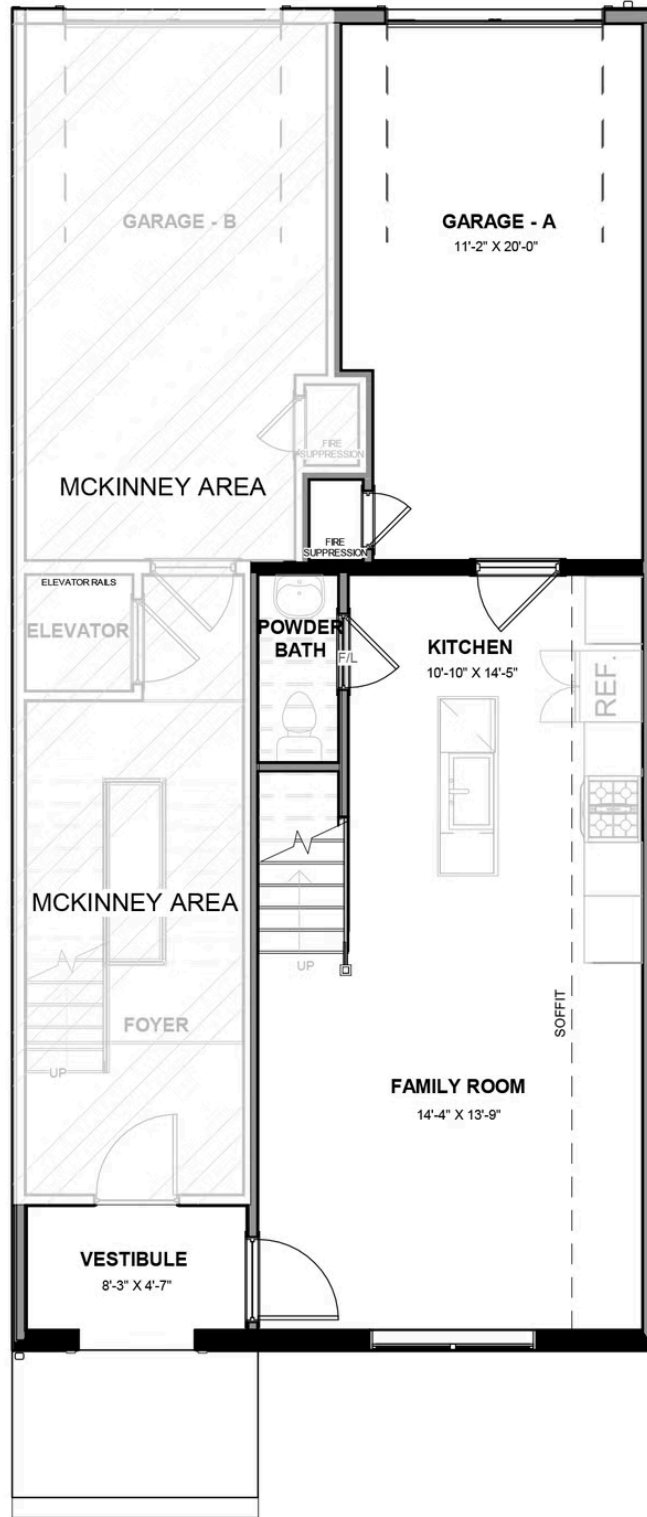 GARAGE - B
GARAGE - A
11'-2" X 20'-0"
FIRE
SUPPRESSION
MCKINNEY AREA
FIRE
SUPPRESSION
ELEVATOR RAILS
ELEVATOR
POWDER
BATH
F/L
KITCHEN
10'-10" X 14'-5"
REF.
MCKINNEY AREA
UP
SOFFIT
FOYER
UP
FAMILY ROOM
14'-4" X 13'-9"
VESTIBULE
8'-3" X 4'-7"